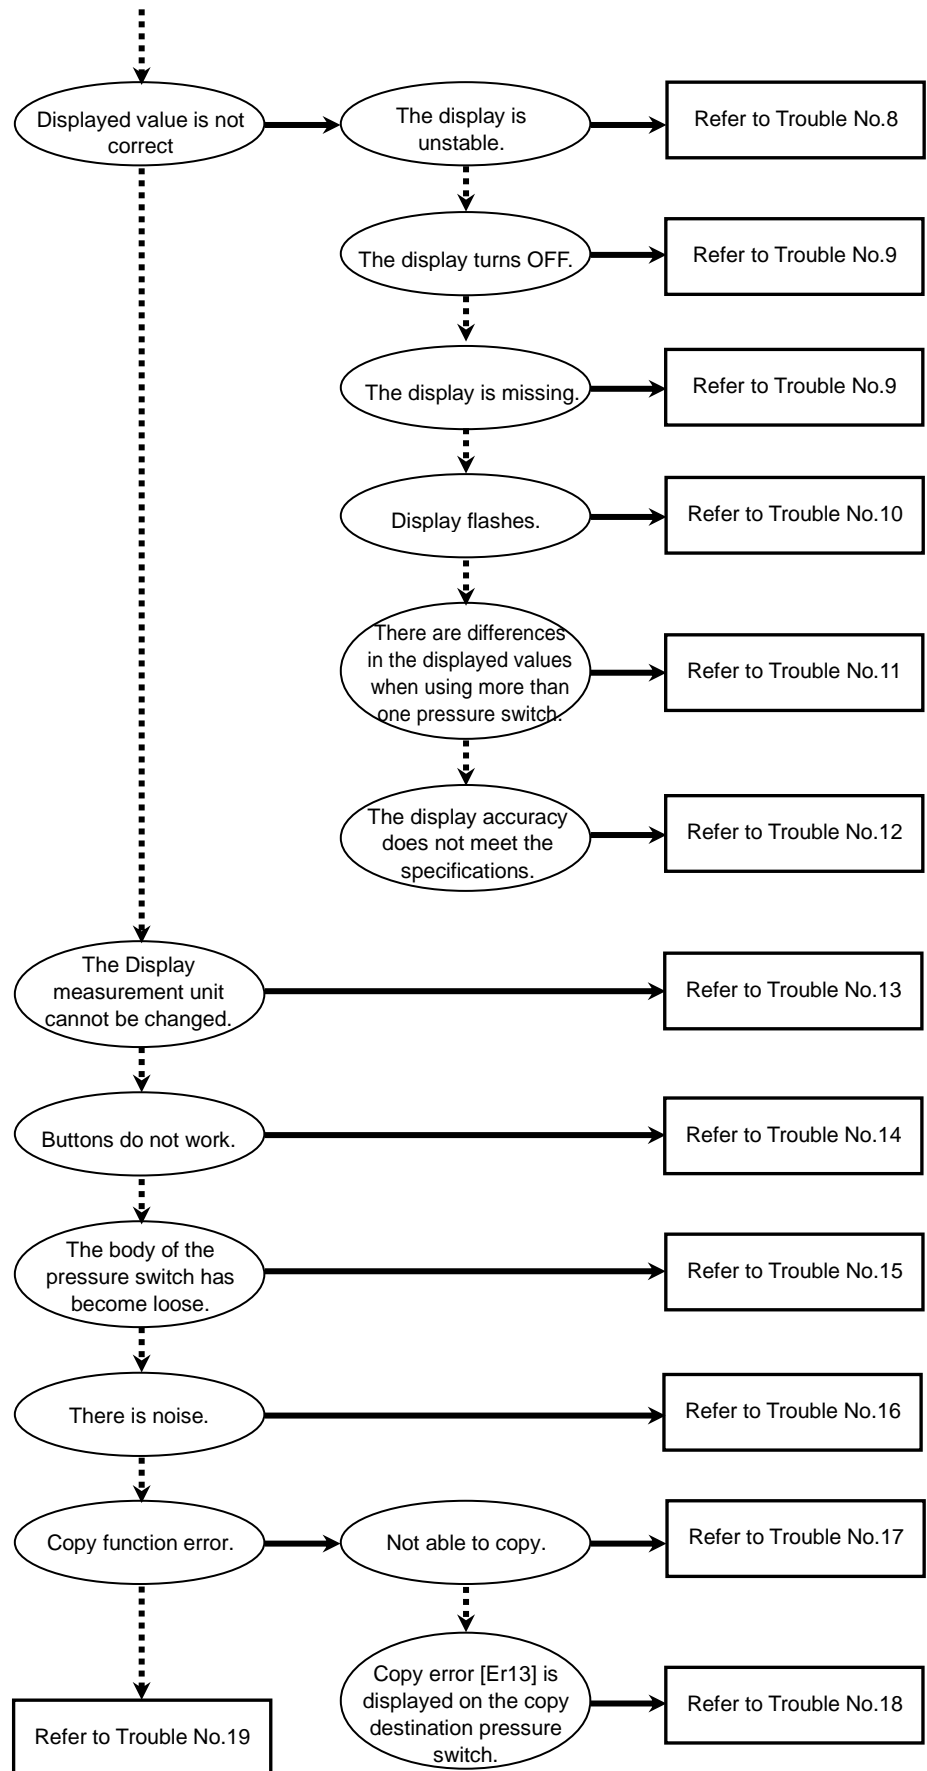 Displayed value is not
correct
The display is
unstable.
Refer to Trouble No.8
The display turns OFF.
Refer to Trouble No.9
The display is missing.
Refer to Trouble No.9
Display flashes.
Refer to Trouble No.10
There are differences
in the displayed values
when using more than
one pressure switch.
Refer to Trouble No.11
The display accuracy
does not meet the
specifications.
Refer to Trouble No.12
The Display
measurement unit
cannot be changed.
Refer to Trouble No.13
Buttons do not work.
Refer to Trouble No.14
The body of the
pressure switch has
become loose.
Refer to Trouble No.15
There is noise.
Refer to Trouble No.16
Copy function error.
Not able to copy.
Refer to Trouble No.17
Copy error [Er13] is
displayed on the copy
destination pressure
switch.
Refer to Trouble No.18
Refer to Trouble No.19